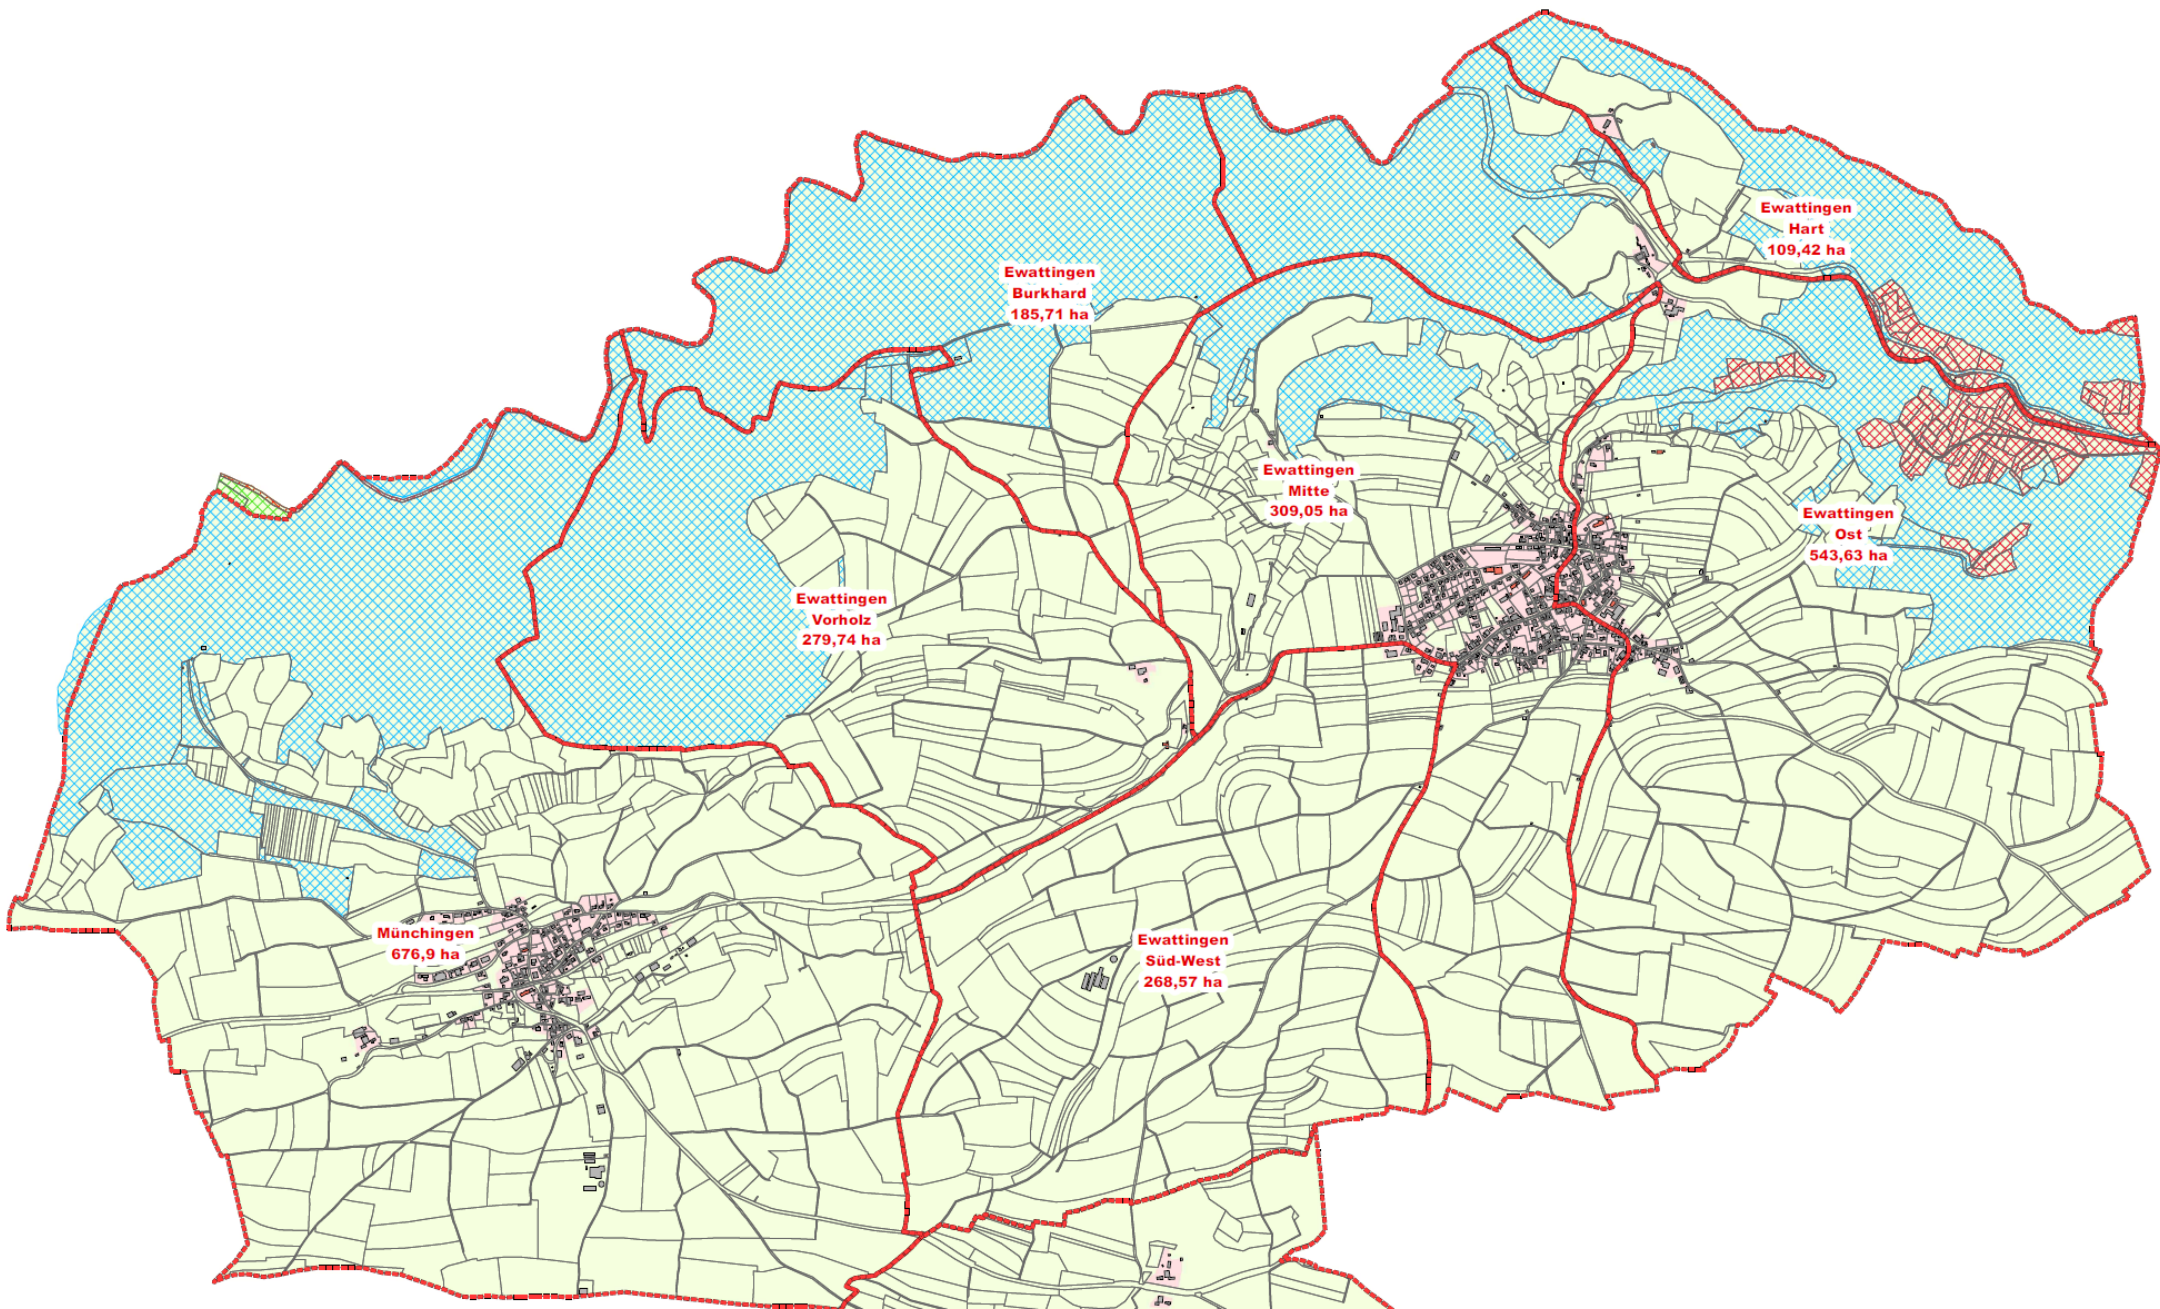 Ewattingen
Hart
109,42 ha
Ewattingen
Burkhard
185,71 ha
Ewattingen
Mitte
309,05 ha
Ewattingen
Ost
543,63 ha
Ewattingen
Vorholz
279,74 ha
Münchingen
676,9 ha
Ewattingen
Süd-West
268,57 ha